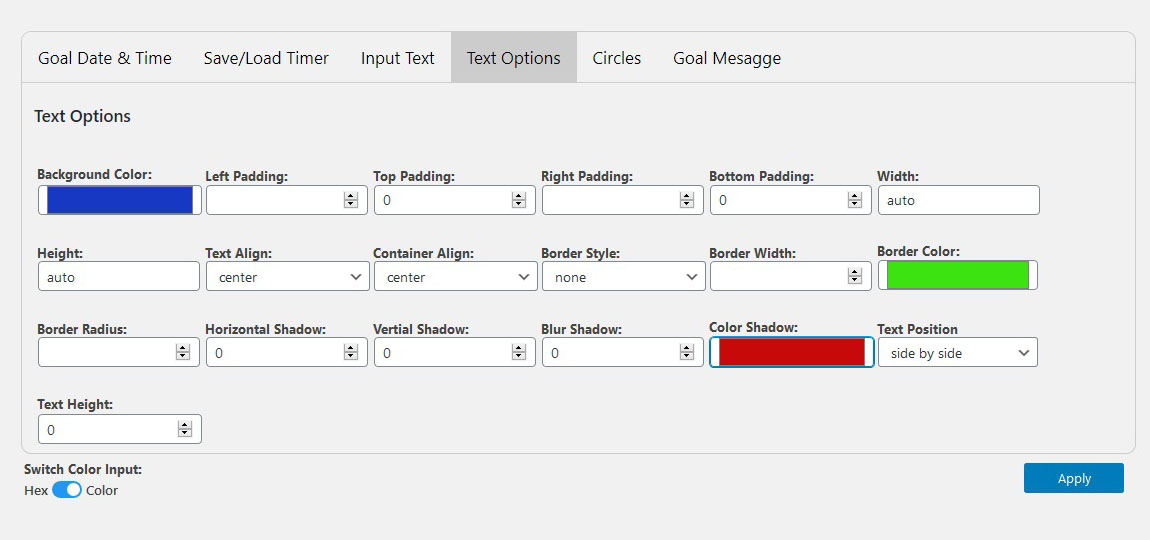 Goal Date & Time Save/Load Timer Input Text Text Options Circles Goal Mesagge
Text Options
Background Color: Left Padding: Top Padding: Right Padding: Bottom Padding: Width:
0 0 auto
Height: Text Align: Container Align: Border Style: Border Width: Border Color:
auto center center none
Border Radius: Horizontal Shadow: Vertial Shadow: Blur Shadow: Color Shadow: Text Position
0 0 0 side by side
Text Height:
0
Switch Color Input:
Hex Color Apply